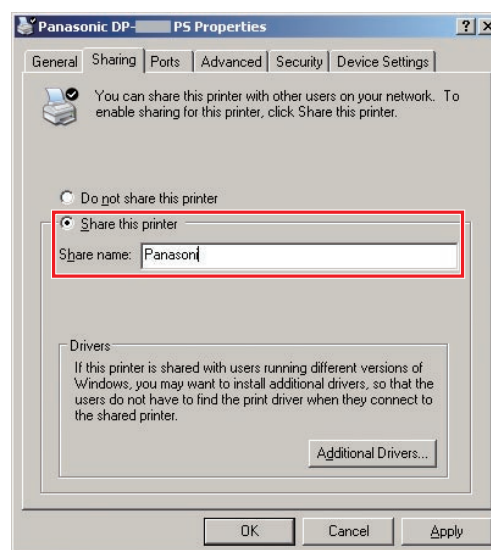 Panasonic DP- PS Properties
General Sharing Ports Advanced Security Device Settings
You can share this printer with other users on your network. To
enable sharing for this printer, click Share this printer.
Do not share this printer
Share this printer
Share name: Panasoni
Drivers
If this printer is shared with users running different versions of
Windows, you may want to install additional drivers, so that the
users do not have to find the print driver when they connect to
the shared printer.
Additional Drivers...
OK Cancel Apply